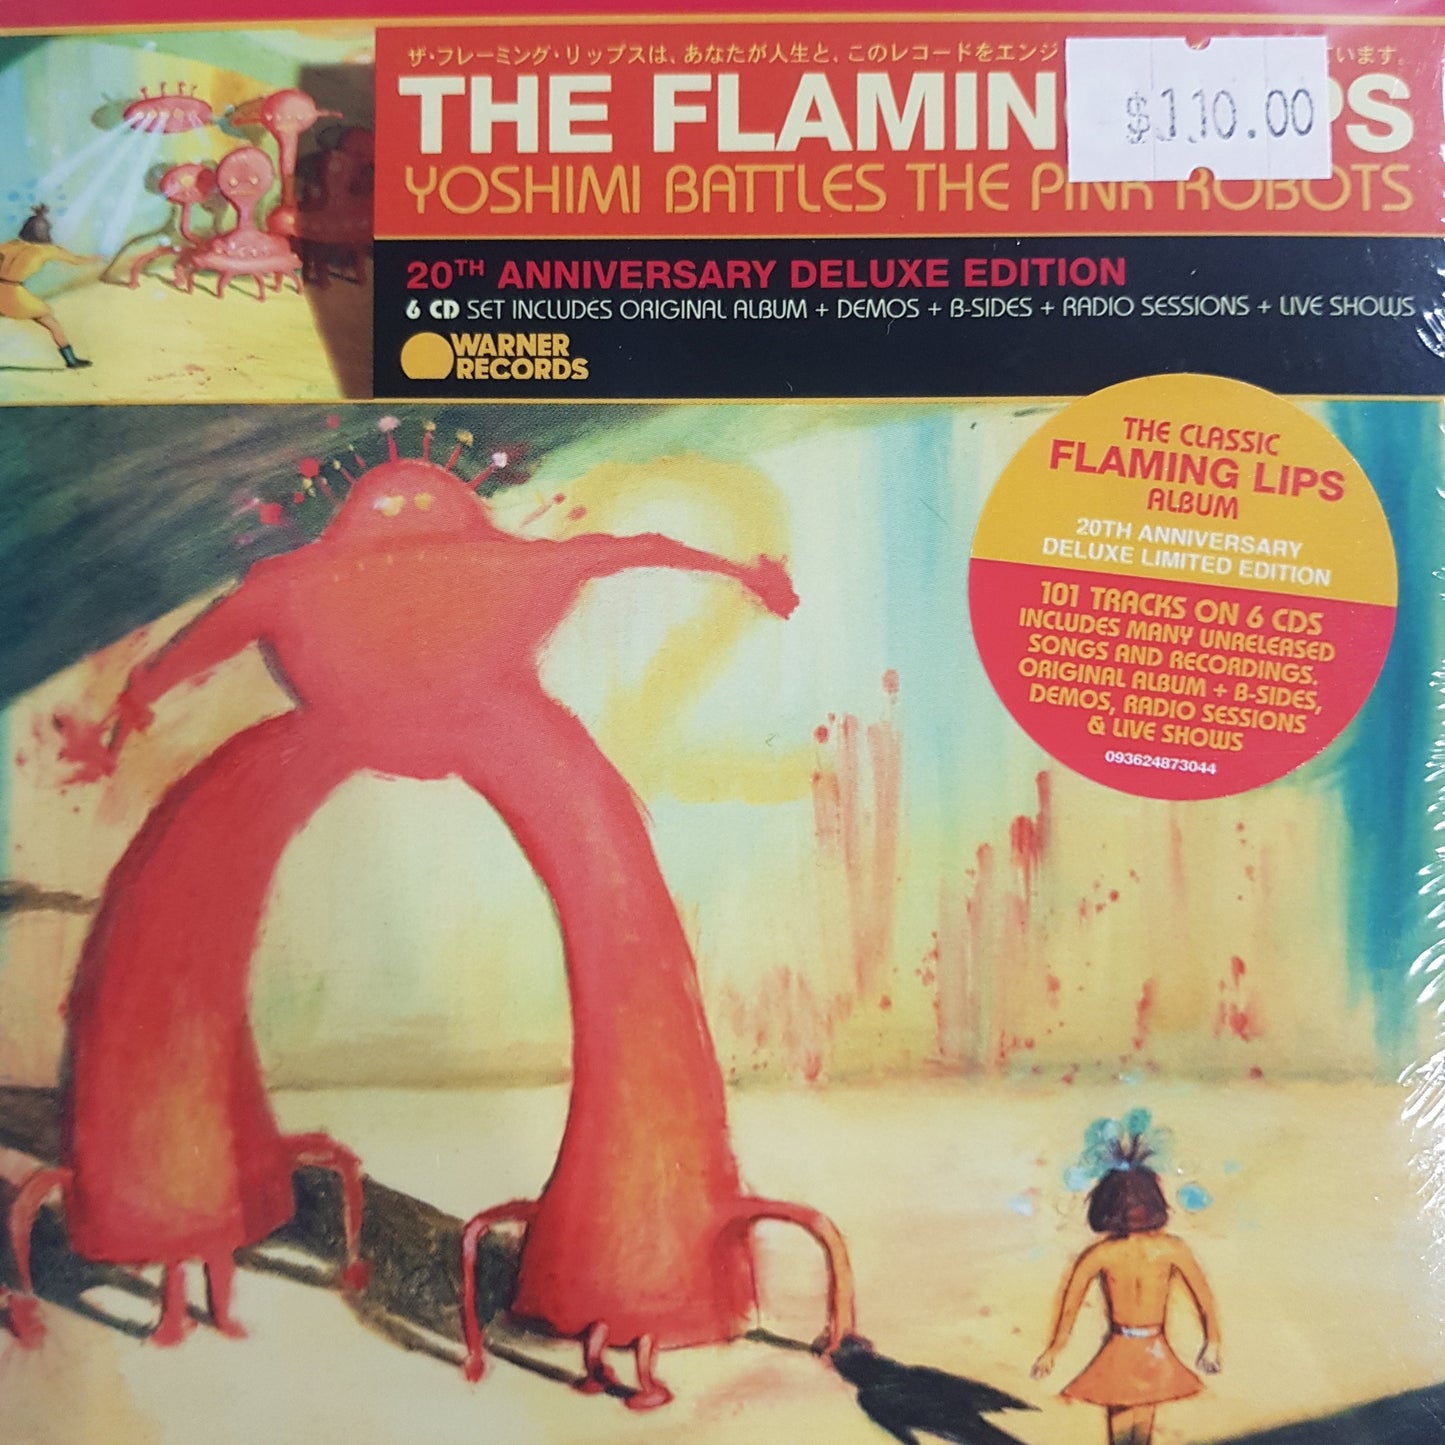 ザ・フレーミング・リップスは、あなたが人生と、このレコードをエンジ います。
$110.00
THE FLAMIN PS
YOSHIMI BATTLES THE PINK ROBOTS
20TH ANNIVERSARY DELUXE EDITION
6 CD SET INCLUDES ORIGINAL ALBUM + DEMOS + B-SIDES + RADIO SESSIONS + LIVE SHOWS
WARNER
RECORDS
THE CLASSIC
FLAMING LIPS
ALBUM
20TH ANNIVERSARY
DELUXE LIMITED EDITION
101 TRACKS ON 6 CDS
INCLUDES MANY UNRELEASED
SONGS AND RECORDINGS.
ORIGINAL ALBUM + B-SIDES,
DEMOS, RADIO SESSIONS
& LIVE SHOWS
093624873044
2